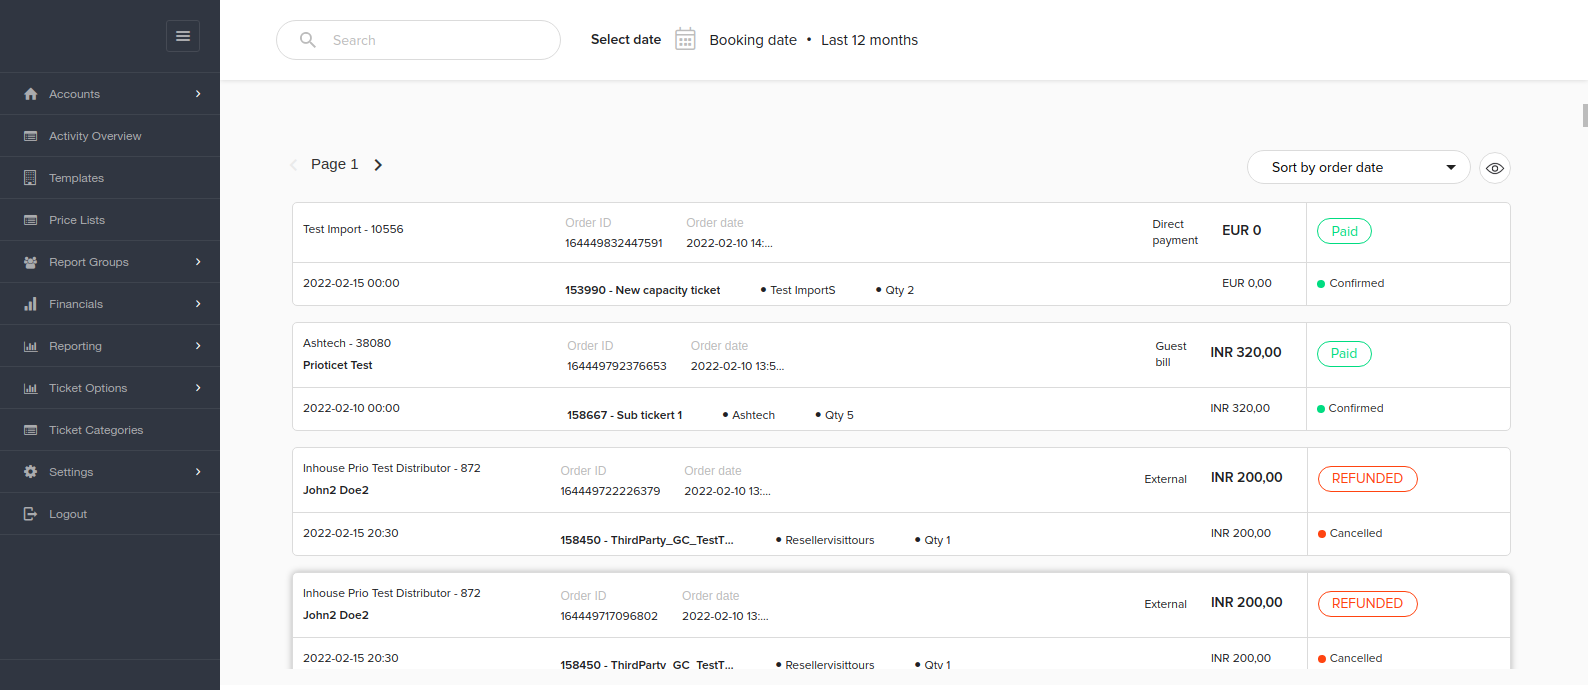 Search
Select date
Booking date • Last 12 months
Accounts
Activity Overview
Templates
Price Lists
Report Groups
Financials
Reporting
Ticket Options
Ticket Categories
Settings
Logout
Page 1
Sort by order date
Test Import - 10556
Order ID
164449832447591
Order date
2022-02-10 14:...
Direct
payment
EUR 0
Paid
2022-02-15 00:00
153990 - New capacity ticket
• Test ImportS
• Qty 2
EUR 0,00
Confirmed
Ashtech - 38080
Prioticet Test
Order ID
164449792376653
Order date
2022-02-10 13:5...
Guest
bill
INR 320,00
Paid
2022-02-10 00:00
158667 - Sub tickert 1
• Ashtech
• Qty 5
INR 320,00
Confirmed
Inhouse Prio Test Distributor - 872
John2 Doe2
Order ID
164449722226379
Order date
2022-02-10 13:...
External
INR 200,00
REFUNDED
2022-02-15 20:30
158450 - ThirdParty_GC_TestT...
• Resellervisittours
• Qty 1
INR 200,00
Cancelled
Inhouse Prio Test Distributor - 872
John2 Doe2
Order ID
164449717096802
Order date
2022-02-10 13:...
External
INR 200,00
REFUNDED
2022-02-15 20:30
158450 - ThirdParty_GC_TestT...
• Resellervisittours
• Qty 1
INR 200,00
Cancelled